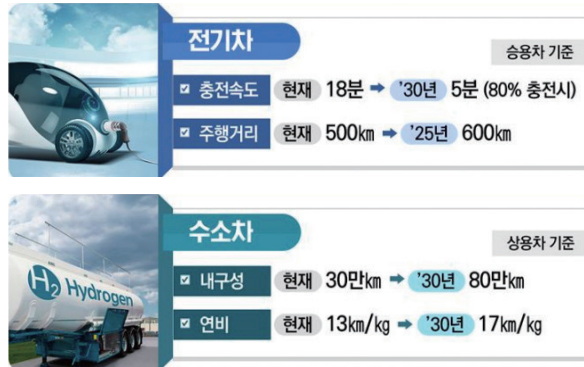 전기차
승용차 기준
충전속도 현재 18분 → '30년 5분 (80% 충전시)
주행거리 현재 500km → '25년 600km
수소차
상용차 기준
H2 Hydrogen
내구성 현재 30만km → '30년 80만km
연비 현재 13km/kg → '30년 17km/kg